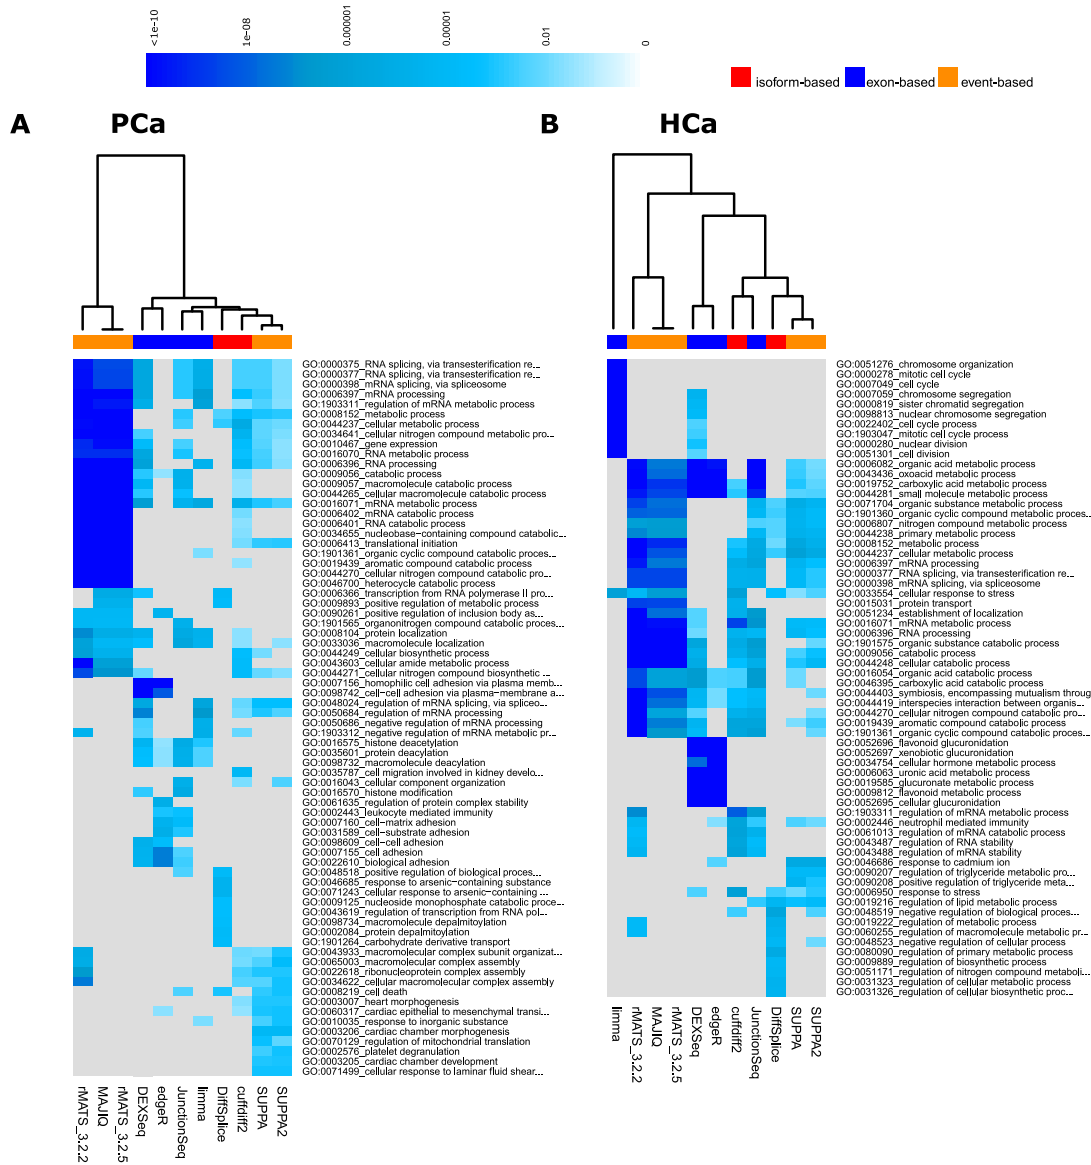 <1e-10
1e-08
0.000001
0.00001
0.01
0
isoform-based
exon-based
event-based
A
PCa
B
HCa
GO:0000375_RNA splicing, via transesterification re...
GO:0000377_RNA splicing, via transesterification re...
GO:0000398_mRNA splicing, via spliceosome
GO:0006397_mRNA processing
GO:1903311_regulation of mRNA metabolic process
GO:0008152_metabolic process
GO:0044237_cellular metabolic process
GO:0034641_cellular nitrogen compound metabolic pro...
GO:0010467_gene expression
GO:0016070_RNA metabolic process
GO:0006396_RNA processing
GO:0009056_catabolic process
GO:0009057_macromolecule catabolic process
GO:0044265_cellular macromolecule catabolic process
GO:0016071_mRNA metabolic process
GO:0006402_mRNA catabolic process
GO:0006401_RNA catabolic process
GO:0034655_nucleobase−containing compound catabolic...
GO:0006413_translational initiation
GO:1901361_organic cyclic compound catabolic proces...
GO:0019439_aromatic compound catabolic process
GO:0044270_cellular nitrogen compound catabolic pro...
GO:0046700_heterocycle catabolic process
GO:0006366_transcription from RNA polymerase II pro...
GO:0009893_positive regulation of metabolic process
GO:0090261_positive regulation of inclusion body as...
GO:1901565_organonitrogen compound catabolic proces...
GO:0008104_protein localization
GO:0033036_macromolecule localization
GO:0044249_cellular biosynthetic process
GO:0043603_cellular amide metabolic process
GO:0044271_cellular nitrogen compound biosynthetic ...
GO:0007156_homophilic cell adhesion via plasma memb...
GO:0098742_cell−cell adhesion via plasma−membrane a...
GO:0048024_regulation of mRNA splicing, via spliceo...
GO:0050684_regulation of mRNA processing
GO:0050686_negative regulation of mRNA processing
GO:1903312_negative regulation of mRNA metabolic pr...
GO:0016575_histone deacetylation
GO:0035601_protein deacylation
GO:0098732_macromolecule deacylation
GO:0035787_cell migration involved in kidney develo...
GO:0016043_cellular component organization
GO:0016570_histone modification
GO:0061635_regulation of protein complex stability
GO:0002443_leukocyte mediated immunity
GO:0007160_cell−matrix adhesion
GO:0031589_cell−substrate adhesion
GO:0098609_cell−cell adhesion
GO:0007155_cell adhesion
GO:0022610_biological adhesion
GO:0048518_positive regulation of biological proces...
GO:0046685_response to arsenic−containing substance
GO:0071243_cellular response to arsenic−containing ...
GO:0009125_nucleoside monophosphate catabolic proce...
GO:0043619_regulation of transcription from RNA pol...
GO:0098734_macromolecule depalmitoylation
GO:0002084_protein depalmitoylation
GO:1901264_carbohydrate derivative transport
GO:0043933_macromolecular complex subunit organizat...
GO:0065003_macromolecular complex assembly
GO:0022618_ribonucleoprotein complex assembly
GO:0034622_cellular macromolecular complex assembly
GO:0008219_cell death
GO:0003007_heart morphogenesis
GO:0060317_cardiac epithelial to mesenchymal transi...
GO:0010035_response to inorganic substance
GO:0003206_cardiac chamber morphogenesis
GO:0070129_regulation of mitochondrial translation
GO:0002576_platelet degranulation
GO:0003205_cardiac chamber development
GO:0071499_cellular response to laminar fluid shear...
rMATS_3.2.2
MAJIQ
rMATS_3.2.5
DEXSeq
edgeR
JunctionSeq
limma
DiffSplice
cuffdiff2
SUPPA
SUPPA2
GO:0051276_chromosome organization
GO:0000278_mitotic cell cycle
GO:0007049_cell cycle
GO:0007059_chromosome segregation
GO:0000819_sister chromatid segregation
GO:0098813_nuclear chromosome segregation
GO:0022402_cell cycle process
GO:1903047_mitotic cell cycle process
GO:0000280_nuclear division
GO:0051301_cell division
GO:0006082_organic acid metabolic process
GO:0043436_oxoacid metabolic process
GO:0019752_carboxylic acid metabolic process
GO:0044281_small molecule metabolic process
GO:0071704_organic substance metabolic process
GO:1901360_organic cyclic compound metabolic proces...
GO:0006807_nitrogen compound metabolic process
GO:0044238_primary metabolic process
GO:0008152_metabolic process
GO:0044237_cellular metabolic process
GO:0006397_mRNA processing
GO:0000377_RNA splicing, via transesterification re...
GO:0000398_mRNA splicing, via spliceosome
GO:0033554_cellular response to stress
GO:0015031_protein transport
GO:0051234_establishment of localization
GO:0016071_mRNA metabolic process
GO:0006396_RNA processing
GO:1901575_organic substance catabolic process
GO:0009056_catabolic process
GO:0044248_cellular catabolic process
GO:0016054_organic acid catabolic process
GO:0046395_carboxylic acid catabolic process
GO:0044403_symbiosis, encompassing mutualism throug
GO:0044419_interspecies interaction between organis...
GO:0044270_cellular nitrogen compound catabolic pro...
GO:0019439_aromatic compound catabolic process
GO:1901361_organic cyclic compound catabolic proces...
GO:0052696_flavonoid glucuronidation
GO:0052697_xenobiotic glucuronidation
GO:0034754_cellular hormone metabolic process
GO:0006063_uronic acid metabolic process
GO:0019585_glucuronate metabolic process
GO:0009812_flavonoid metabolic process
GO:0052695_cellular glucuronidation
GO:1903311_regulation of mRNA metabolic process
GO:0002446_neutrophil mediated immunity
GO:0061013_regulation of mRNA catabolic process
GO:0043487_regulation of RNA stability
GO:0043488_regulation of mRNA stability
GO:0046686_response to cadmium ion
GO:0090207_regulation of triglyceride metabolic pro...
GO:0090208_positive regulation of triglyceride meta...
GO:0006950_response to stress
GO:0019216_regulation of lipid metabolic process
GO:0048519_negative regulation of biological proces...
GO:0019222_regulation of metabolic process
GO:0060255_regulation of macromolecule metabolic pr...
GO:0048523_negative regulation of cellular process
GO:0080090_regulation of primary metabolic process
GO:0009889_regulation of biosynthetic process
GO:0051171_regulation of nitrogen compound metaboli...
GO:0031323_regulation of cellular metabolic process
GO:0031326_regulation of cellular biosynthetic proc...
limma
rMATS_3.2.2
MAJIQ
rMATS_3.2.5
DEXSeq
edgeR
cuffdiff2
JunctionSeq
DiffSplice
SUPPA
SUPPA2